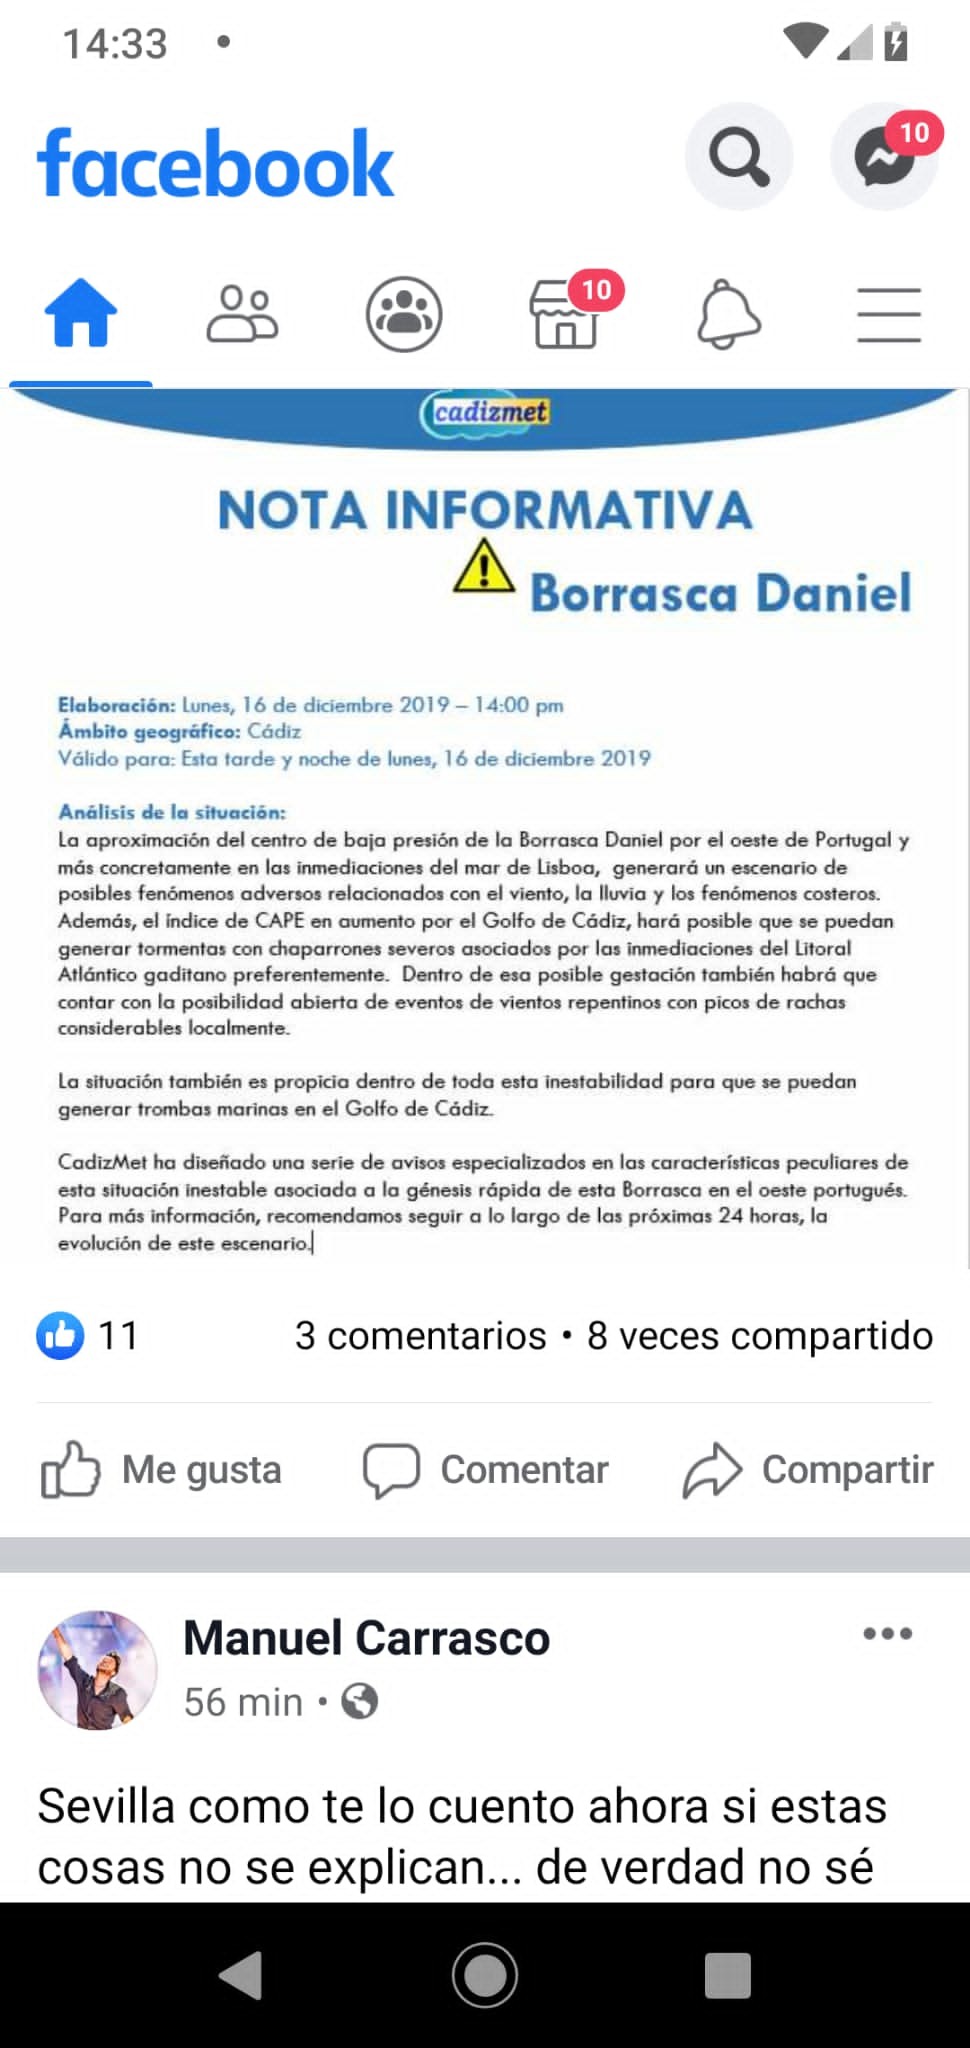 14:33
facebook
10
10
cadizmet
NOTA INFORMATIVA
Borrasca Daniel
Elaboración: Lunes, 16 de diciembre 2019 – 14:00 pm
Ámbito geográfico: Cádiz
Válido para: Esta tarde y noche de lunes, 16 de diciembre 2019
Análisis de la situación:
La aproximación del centro de baja presión de la Borrasca Daniel por el oeste de Portugal y
más concretamente en las inmediaciones del mar de Lisboa, generará un escenario de
posibles fenómenos adversos relacionados con el viento, la lluvia y los fenómenos costeros.
Además, el índice de CAPE en aumento por el Golfo de Cádiz, hará posible que se puedan
generar tormentas con chaparrones severos asociados por las inmediaciones del Litoral
Atlántico gaditano preferentemente. Dentro de esa posible gestación también habrá que
contar con la posibilidad abierta de eventos de vientos repentinos con picos de rachas
considerables localmente.
La situación también es propicia dentro de toda esta inestabilidad para que se puedan
generar trombas marinas en el Golfo de Cádiz.
CadizMet ha diseñado una serie de avisos especializados en las características peculiares de
esta situación inestable asociada a la génesis rápida de esta Borrasca en el oeste portugués.
Para más información, recomendamos seguir a lo largo de las próximas 24 horas, la
evolución de este escenario.
11
3 comentarios • 8 veces compartido
Me gusta
Comentar
Compartir
Manuel Carrasco
56 min •
Sevilla como te lo cuento ahora si estas
cosas no se explican... de verdad no sé